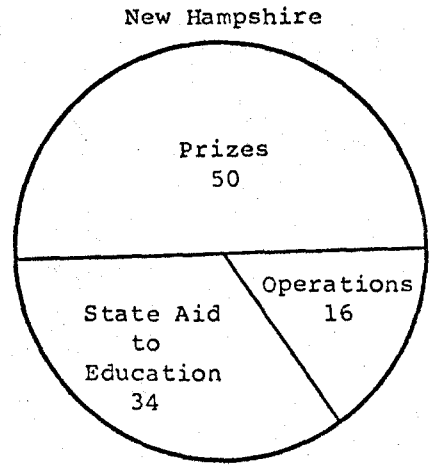 New Hampshire
Prizes
50
Operations
16
State Aid
to
Education
34